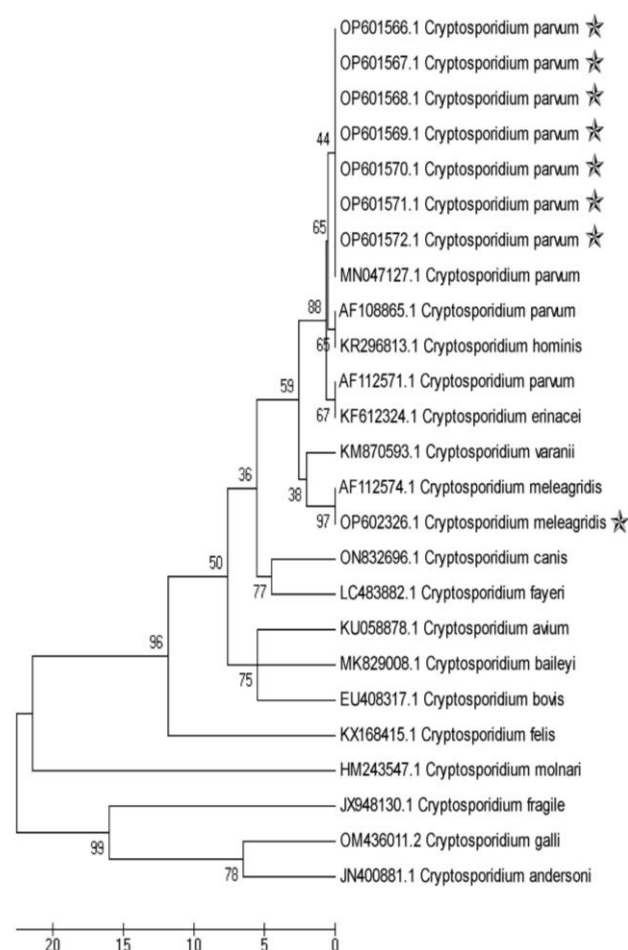 OP601566.1 Cryptosporidium parvum
OP601567.1 Cryptosporidium parvum
OP601568.1 Cryptosporidium parvum
44
OP601569.1 Cryptosporidium parvum
OP601570.1 Cryptosporidium parvum
OP601571.1 Cryptosporidium parvum
65
OP601572.1 Cryptosporidium parvum
MN047127.1 Cryptosporidium parvum
88
AF108865.1 Cryptosporidium parvum
65
KR296813.1 Cryptosporidium hominis
59
AF112571.1 Cryptosporidium parvum
67
KF612324.1 Cryptosporidium erinacei
KM870593.1 Cryptosporidium varanii
36
38
AF112574.1 Cryptosporidium meleagridis
97
OP602326.1 Cryptosporidium meleagridis
50
ON832696.1 Cryptosporidium canis
77
LC483882.1 Cryptosporidium fayeri
96
KU058878.1 Cryptosporidium avium
MK829008.1 Cryptosporidium baileyi
75
EU408317.1 Cryptosporidium bovis
KX168415.1 Cryptosporidium felis
HM243547.1 Cryptosporidium molnari
JX948130.1 Cryptosporidium fragile
99
OM436011.2 Cryptosporidium galli
78
JN400881.1 Cryptosporidium andersoni
20 15 10 5 0